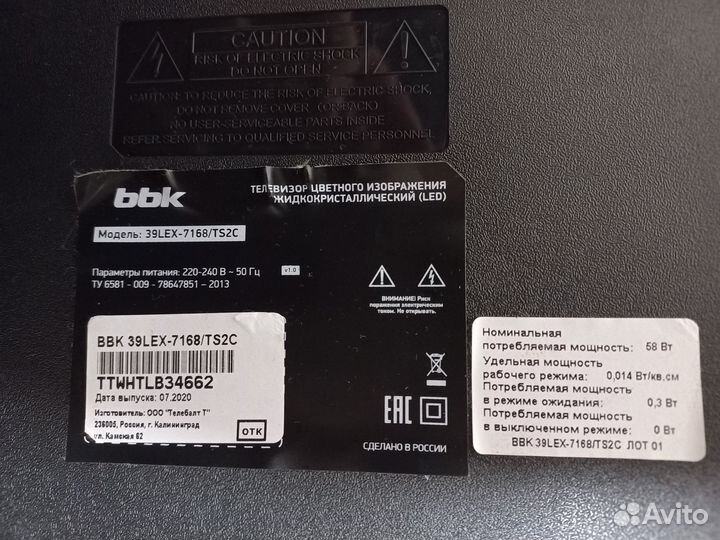 CAUTION
RISK OF ELECTRIC SHOCK
DO NOT OPEN
CAUTION: TO REDUCE THE RISK OF ELECTRIC SHOCK,
DO NOT REMOVE COVER (OR BACK)
NO USER-SERVICEABLE PARTS INSIDE
REFER SERVICING TO QUALIFIED SERVICE PERSONNEL
bbk
ТЕЛЕВИЗОР ЦВЕТНОГО ИЗОБРАЖЕНИЯ
ЖИДКОКРИСТАЛЛИЧЕСКИЙ (LED)
Модель: 39LEX-7168/TS2C
Параметры питания: 220-240 В ~ 50 Гц
v1.0
ТУ 6581 - 009 - 78647851 - 2013
ВНИМАНИЕ! Риск
поражения электрическим
током. Не открывать.
BBK 39LEX-7168/TS2C
TTWHTLB34662
Дата выпуска: 07.2020
Изготовитель: ООО "Телебалт Т"
236005, Россия, г. Калининград
ул. Камская 62
ОТК
EAC
СДЕЛАНО В РОССИИ
Номинальная
потребляемая мощность: 58 Вт
Удельная мощность
рабочего режима: 0,014 Вт/кв.см
Потребляемая мощность
в режиме ожидания: 0,3 Вт
Потребляемая мощность
в выключенном режиме: 0 Вт
BBK 39LEX-7168/TS2C ЛОТ 01
Avito